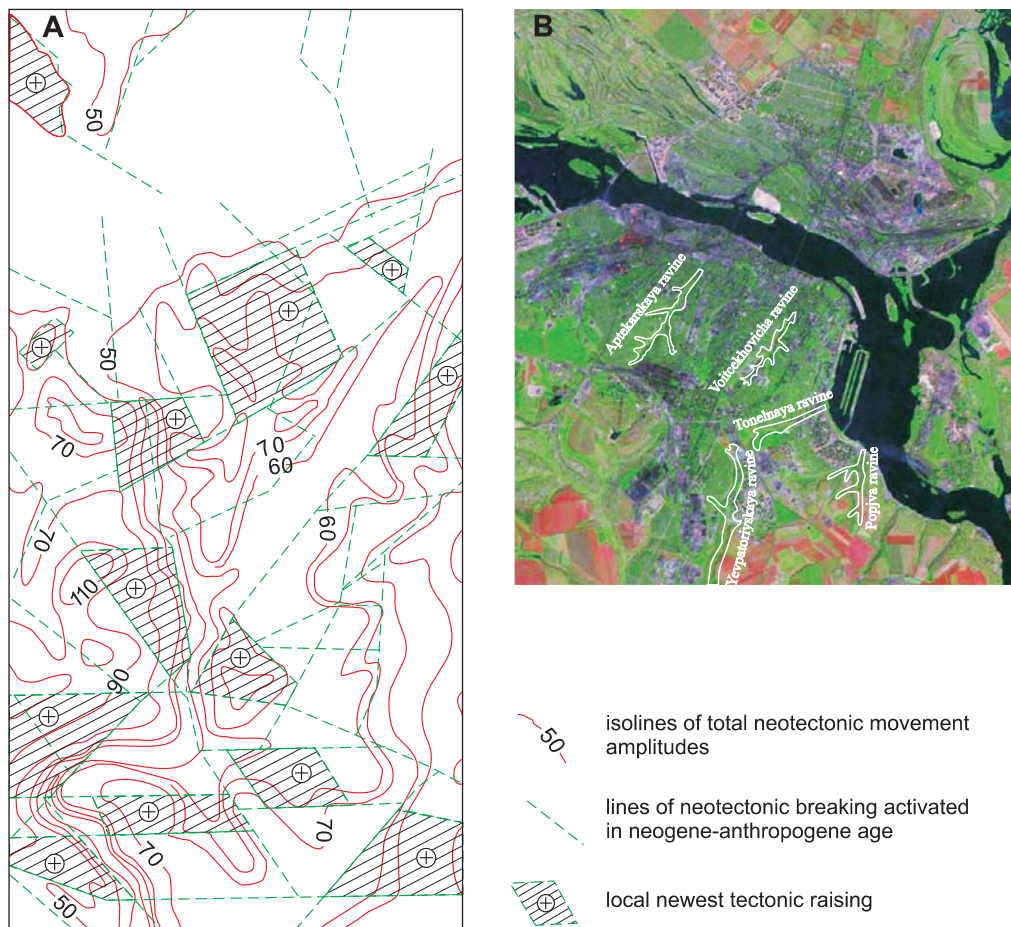 A
50
50
70
70
60
60
70
110
90
70
70
50
B
Aptekarskaya ravine
Voitcekhovicha ravine
Tonelnaya ravine
Yevpatoriyskaya ravine
Popjva ravine
50
isolines of total neotectonic movement
amplitudes
lines of neotectonic breaking activated
in neogene-anthropogene age
local newest tectonic raising